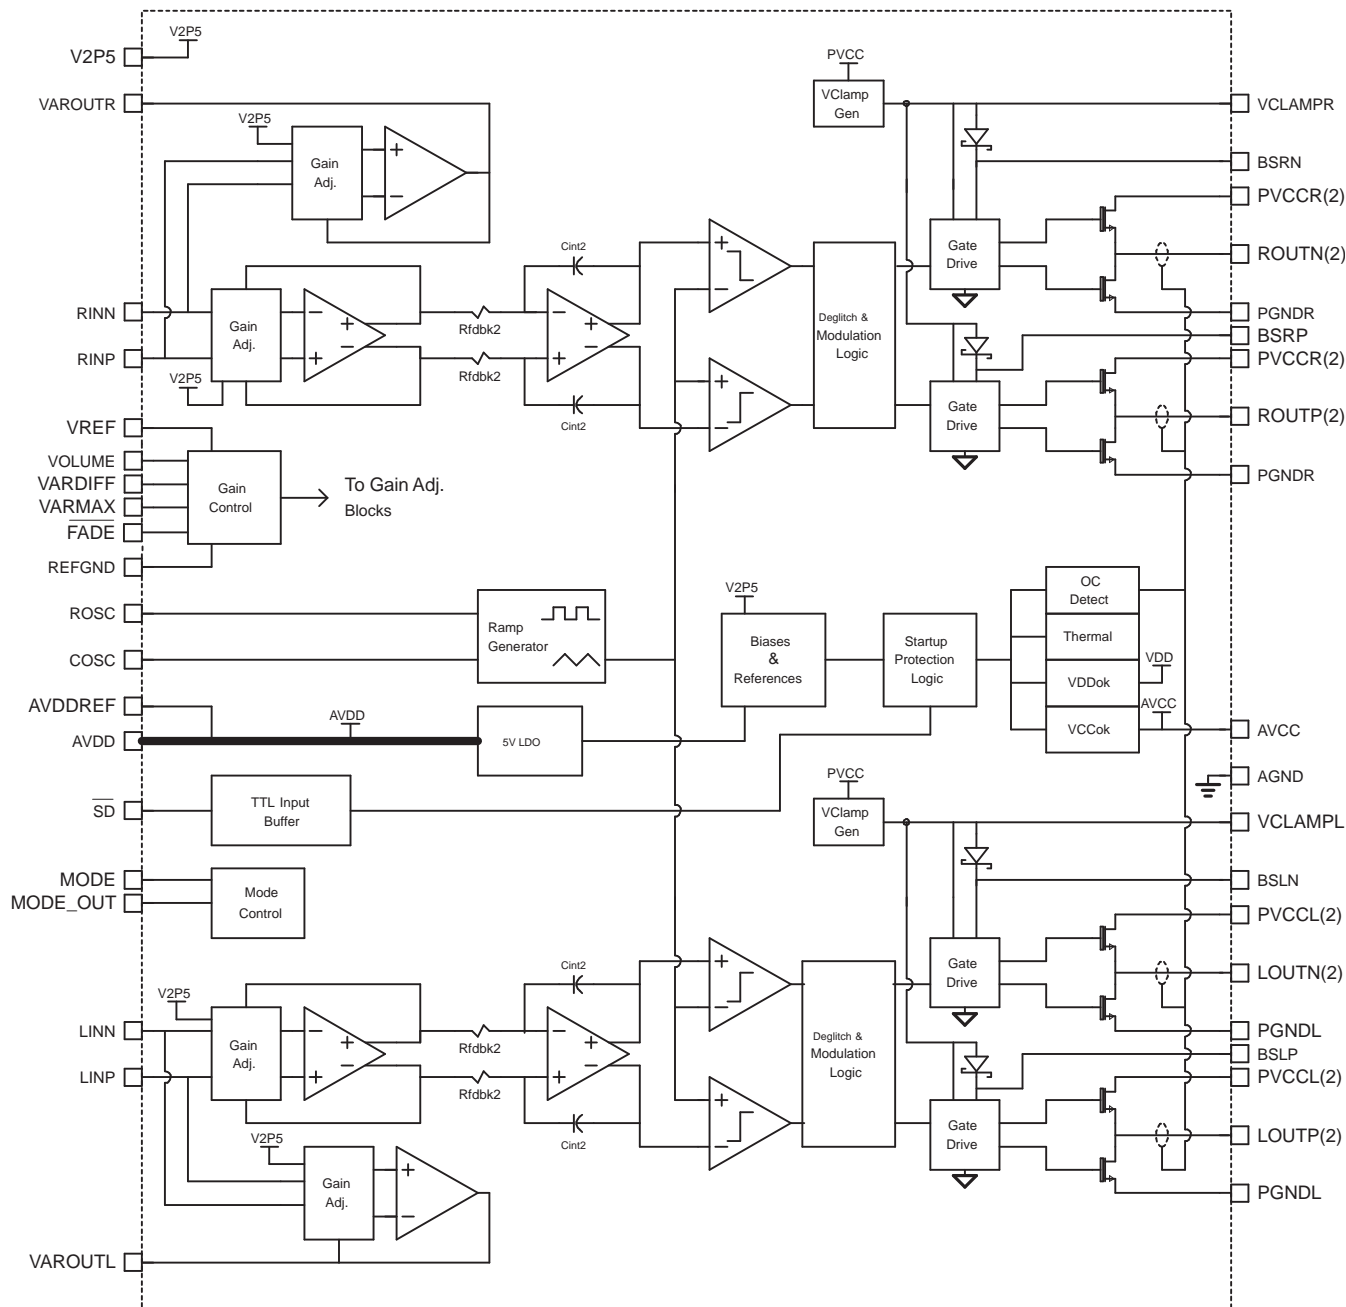 V2P5
V2P5
VAROUTR
V2P5
Gain
Adj.
+
−
PVCC
VClamp
Gen
VCLAMPR
BSRN
PVCCR(2)
Gate
Drive
ROUTN(2)
PGNDR
BSRP
PVCCR(2)
Gate
Drive
ROUTP(2)
PGNDR
RINN
RINP
Gain
Adj.
V2P5
−
+
+
−
Rfdbk2
Rfdbk2
Cint2
Cint2
−
+
+
−
+
−
+
−
Deglitch &
Modulation
Logic
VREF
VOLUME
VARDIFF
VARMAX
FADE
REFGND
Gain
Control
To Gain Adj.
Blocks
ROSC
COSC
Ramp
Generator
V2P5
Biases
&
References
Startup
Protection
Logic
OC
Detect
Thermal
VDDok
VCCok
VDD
AVCC
AVCC
AGND
AVDDREF
AVDD
AVDD
5V LDO
SD
TTL Input
Buffer
MODE
MODE_OUT
Mode
Control
PVCC
VClamp
Gen
VCLAMPL
BSLN
PVCCL(2)
Gate
Drive
LOUTN(2)
PGNDL
BSLP
PVCCL(2)
Gate
Drive
LOUTP(2)
PGNDL
V2P5
LINN
LINP
Gain
Adj.
−
+
+
−
Rfdbk2
Rfdbk2
Cint2
Cint2
−
+
+
−
+
−
+
−
Deglitch &
Modulation
Logic
V2P5
Gain
Adj.
+
−
VAROUTL